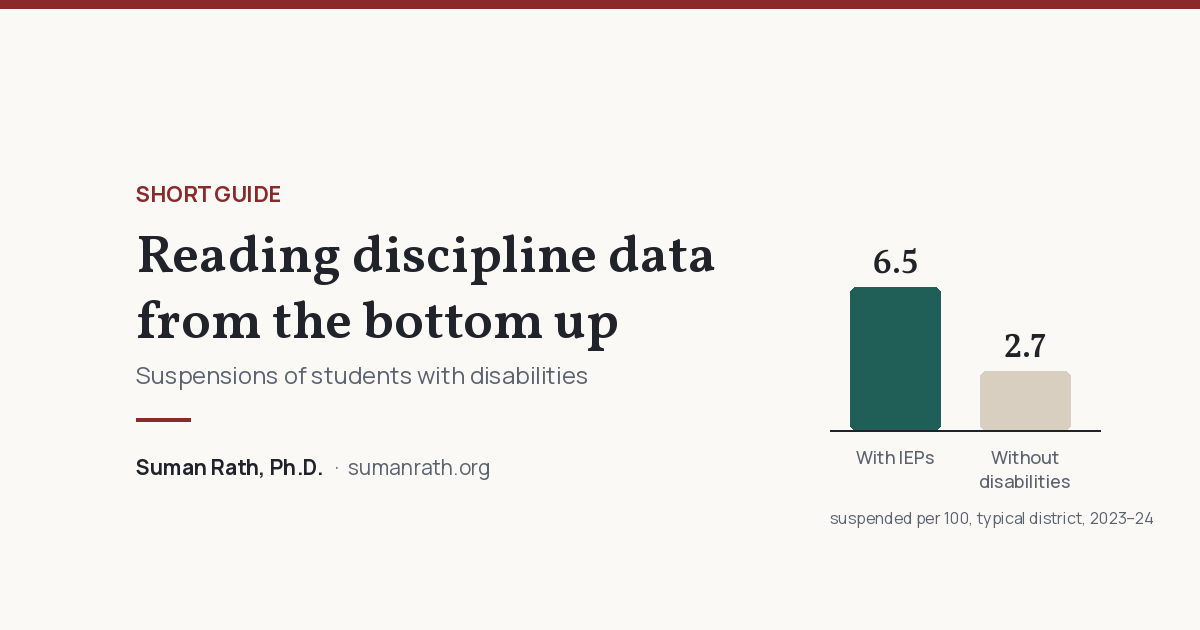 SHORT GUIDE
Reading discipline data
from the bottom up
Suspensions of students with disabilities
Suman Rath, Ph.D. · sumanrath.org
6.5
2.7
With IEPs
Without
disabilities
suspended per 100, typical district, 2023–24